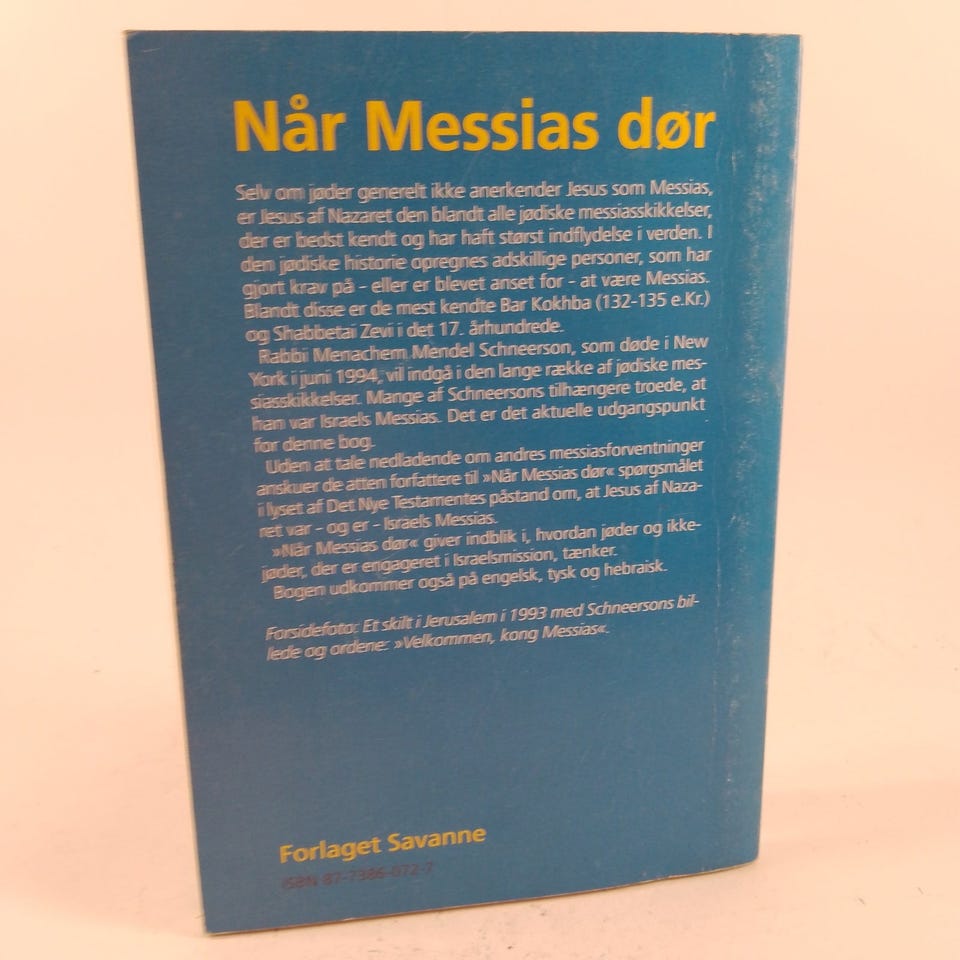 Når Messias dør
Selv om jøder generelt ikke anerkender Jesus som Messias,
er Jesus af Nazaret den blandt alle jødiske messiasskikkelser,
der er bedst kendt og har haft størst indflydelse i verden. I
den jødiske historie opregnes adskillige personer, som har
gjort krav på - eller er blevet anset for - at være Messias.
Blandt disse er de mest kendte Bar Kokhba (132-135 e.Kr.)
og Shabbetai Zevi i det 17. århundrede.
Rabbi Menachem Mendel Schneerson, som døde i New
York i juni 1994, vil indgå i den lange række af jødiske mes-
siasskikkelser. Mange af Schneersons tilhængere troede, at
han var Israels Messias. Det er det aktuelle udgangspunkt
for denne bog.
Uden at tale nedladende om andres messiasforventninger
anskuer de atten forfattere til »Når Messias dør« spørgsmålet
i lyset af Det Nye Testamentes påstand om, at Jesus af Naza-
ret var - og er - Israels Messias.
»Når Messias dør« giver indblik i, hvordan jøder og ikke-
jøder, der er engageret i Israelsmission, tænker.
Bogen udkommer også på engelsk, tysk og hebraisk.
Forsidefoto: Et skilt i Jerusalem i 1993 med Schneersons bil-
lede og ordene: »Velkommen, kong Messias«.
Forlaget Savanne
ISBN 87-7386-072-7